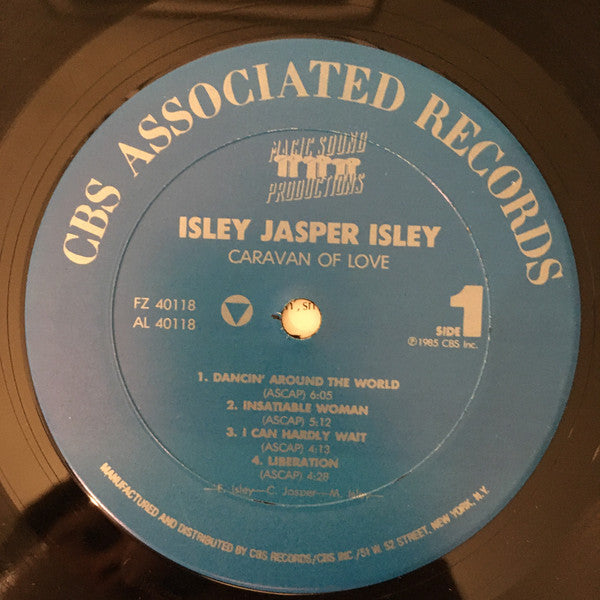 CBS ASSOCIATED RECORDS
MAGIC SOUND
PRODUCTIONS
ISLEY JASPER ISLEY
CARAVAN OF LOVE
FZ 40118
AL 40118
SIDE 1
℗1985 CBS Inc.
1. DANCIN' AROUND THE WORLD
(ASCAP) 6:05
2. INSATIABLE WOMAN
(ASCAP) 5:12
3. I CAN HARDLY WAIT
(ASCAP) 4:13
4. LIBERATION
(ASCAP) 4:28
E. Isley—C. Jasper—M. Isley
MANUFACTURED AND DISTRIBUTED BY CBS RECORDS/CBS INC./51 W. 52 STREET, NEW YORK, N.Y.